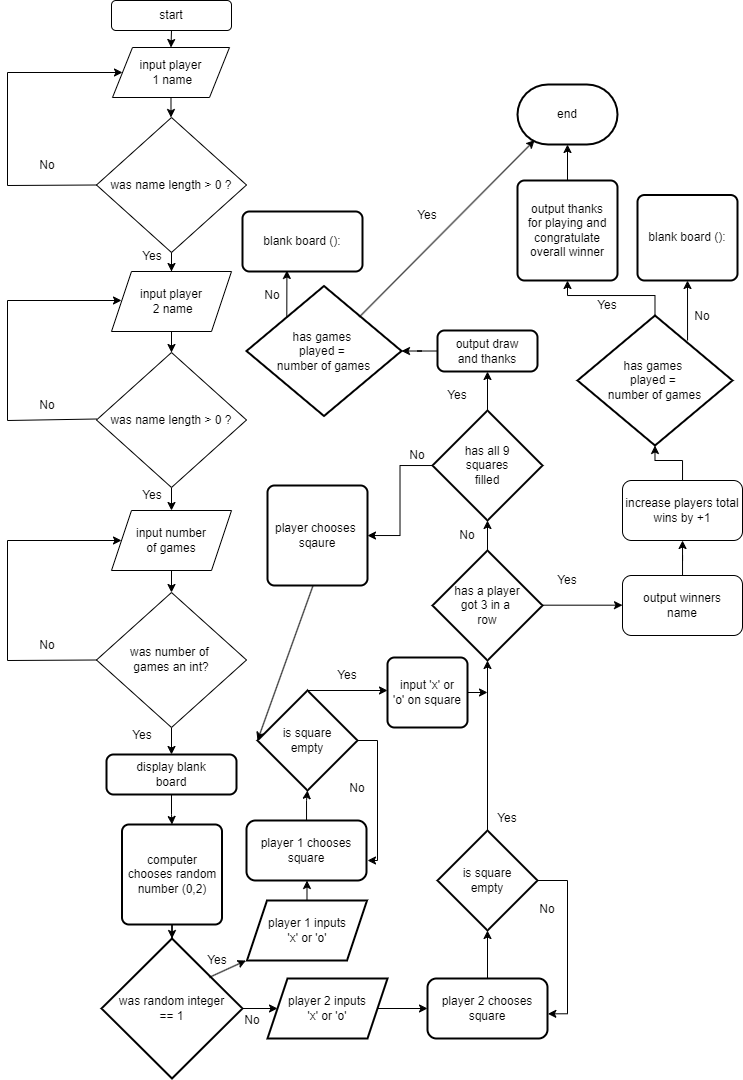 start
input player
1 name
No
was name length > 0 ?
Yes
input player
2 name
No
was name length > 0 ?
Yes
input number
of games
No
was number of
games an int?
Yes
display blank
board
computer
chooses random
number (0,2)
was random integer
== 1
Yes
No
player 1 inputs
'x' or 'o'
player 1 chooses
square
is square
empty
Yes
No
input 'x' or
'o' on square
player 2 inputs
'x' or 'o'
player 2 chooses
square
is square
empty
No
Yes
has a player
got 3 in a
row
No
Yes
has all 9
squares
filled
No
player chooses
sqaure
Yes
output draw
and thanks
has games
played =
number of games
No
blank board ():
Yes
end
output winners
name
increase players total
wins by +1
has games
played =
number of games
Yes
No
output thanks
for playing and
congratulate
overall winner
blank board ():